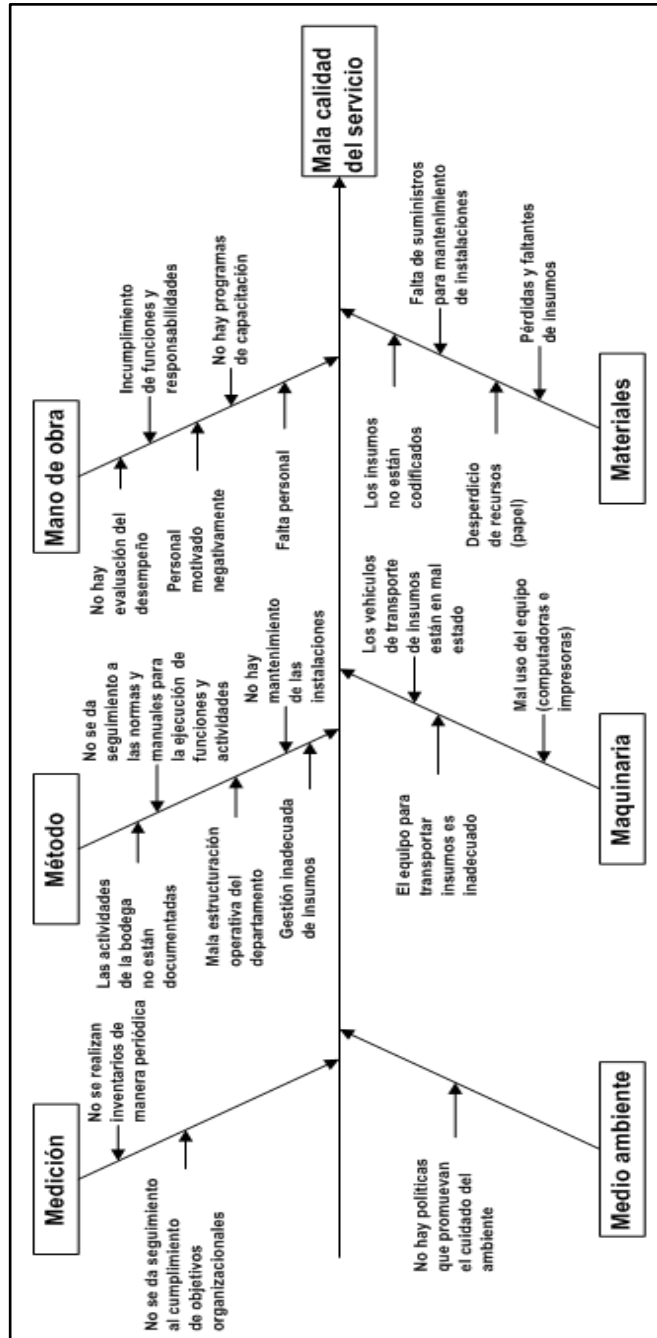 Medición
No se realizan
inventarios de
manera periódica
No se da seguimiento
al cumplimiento
de objetivos
organizacionales
Método
No se da
seguimiento a
las normas y
manuales para
la ejecución de
funciones y
actividades
Las actividades
de la bodega
no están
documentadas
Mala estructuración
operativa del
departamento
No hay
mantenimiento
de las
instalaciones
Gestión inadecuada
de insumos
Mano de obra
No hay
evaluación del
desempeño
Incumplimiento
de funciones y
responsabilidades
Personal
motivado
negativamente
No hay programas
de capacitación
Falta personal
Mala calidad
del servicio
Medio ambiente
No hay políticas
que promuevan
el cuidado del
ambiente
Maquinaria
Los vehículos
de transporte
de insumos
están en mal
estado
El equipo para
transportar
insumos es
inadecuado
Mal uso del equipo
(computadoras e
impresoras)
Materiales
Los insumos
no están
codificados
Falta de suministros
para mantenimiento
de instalaciones
Desperdicio
de recursos
(papel)
Pérdidas y faltantes
de insumos